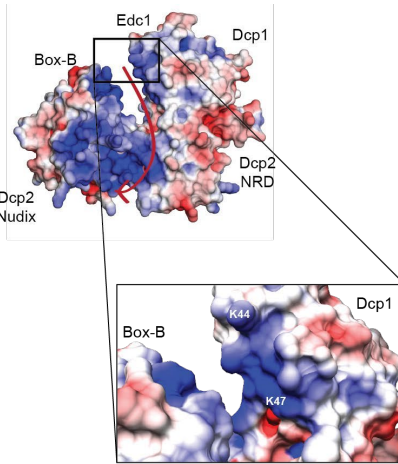 Edc1
Dcp1
Box-B
Dcp2
NRD
Dcp2
Nudix
K44
Dcp1
Box-B
K47